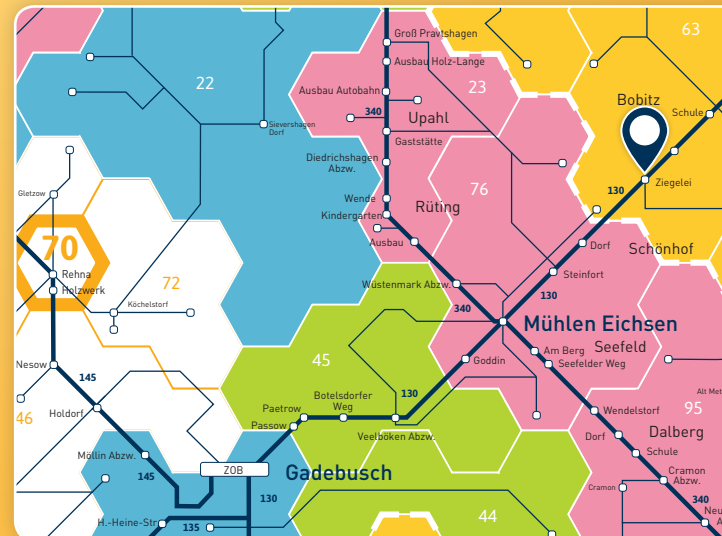 Groß Pravtshagen
63
Ausbau Holz-Lange
22
23
Ausbau Autobahn
Bobitz
340
Upahl
Schule
Sievershagen
Dorf
Gaststätte
Diedrichshagen
Abzw.
Ziegelei
76
130
Gletzow
Wende
Rüting
Kindergarten
70
Ausbau
Dorf
Schönhof
Rehna
Steinfort
Holzwerk
72
Wüstenmark Abzw.
130
Köchelstorf
340
Mühlen Eichsen
Am Berg
Seefeld
45
Goddin
Seefelder Weg
Nesow
145
Botelsdorfer
Weg
130
Alt Met
46
Holdorf
Paetrow
Wendelstorf
95
Passow
Veelböken Abzw.
Dorf
Dalberg
Möllin Abzw.
Schule
ZOB
Gadebusch
Cramon
Abzw.
145
Cramon
130
340
44
Neu
A
H.-Heine-Str.
135